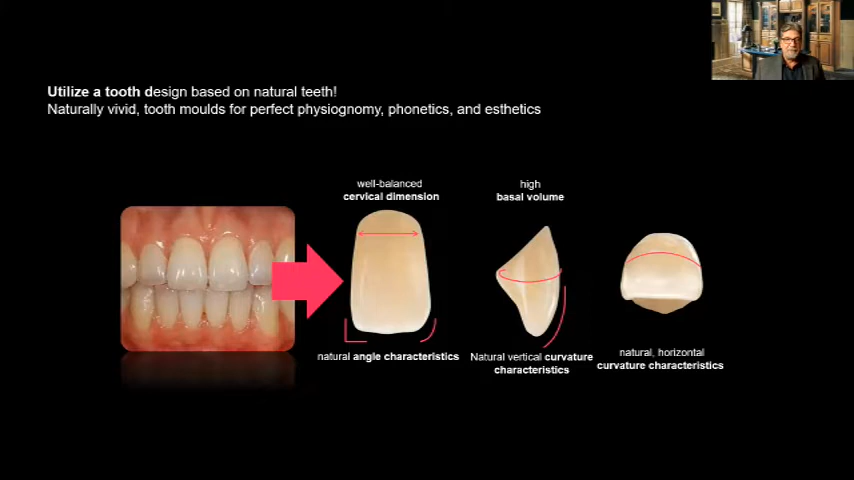 Utilize a tooth design based on natural teeth!
Naturally vivid, tooth moulds for perfect physiognomy, phonetics, and esthetics
well-balanced
cervical dimension
high
basal volume
natural angle characteristics
Natural vertical curvature
characteristics
natural, horizontal
curvature characteristics